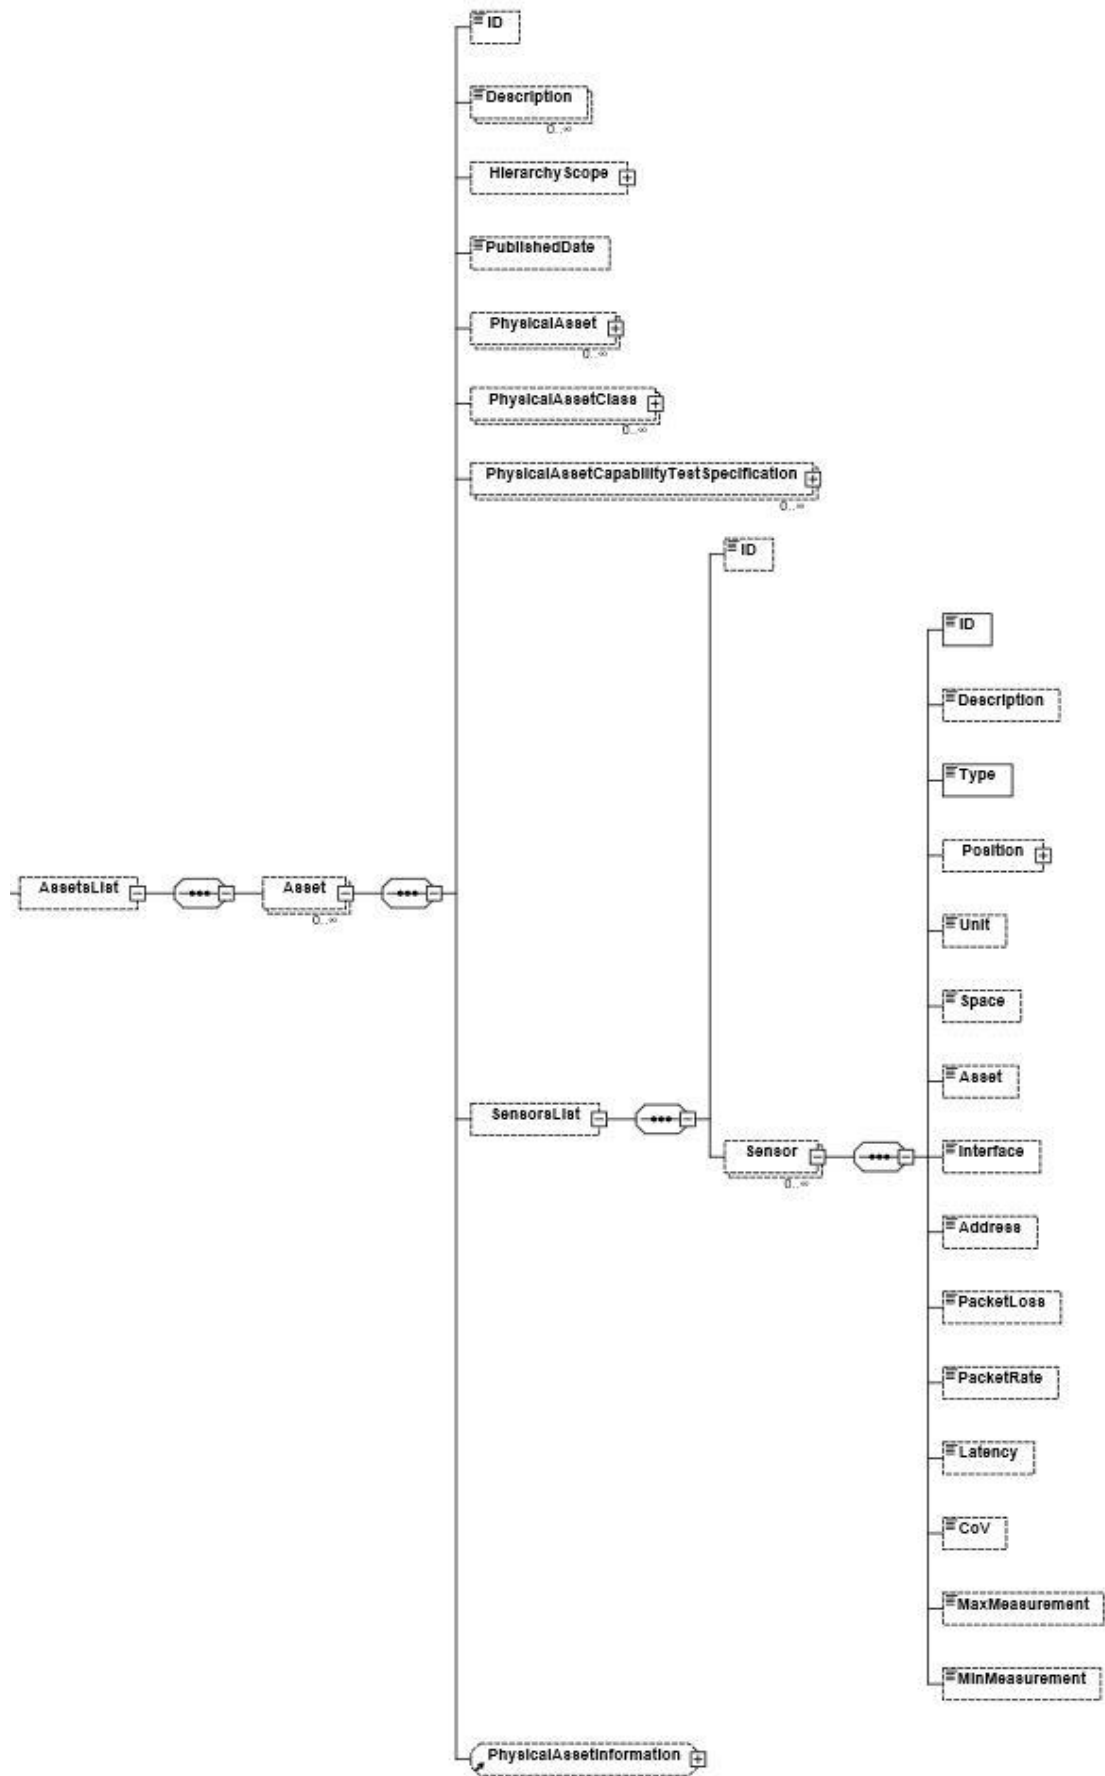 ID
Description
0..∞
HierarchyScope
PublishedDate
PhysicalAsset
0..∞
PhysicalAssetClass
0..∞
PhysicalAssetCapabilityTestSpecification
0..∞
ID
ID
Description
Type
Position
AssetsList
Asset
0..∞
Unit
Space
Asset
SensorsList
Sensor
0..∞
Interface
Address
PacketLoss
PacketRate
Latency
CoV
MaxMeasurement
MinMeasurement
PhysicalAssetInformation